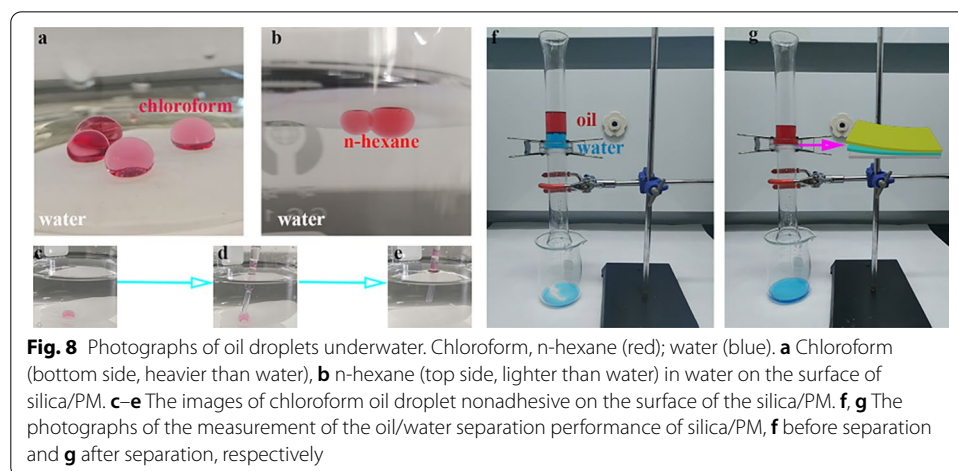 a
chloroform
water
b
n-hexane
water
c
d
e
f
oil
water
g
Fig. 8 Photographs of oil droplets underwater. Chloroform, n-hexane (red); water (blue). a Chloroform
(bottom side, heavier than water), b n-hexane (top side, lighter than water) in water on the surface of
silica/PM. c–e The images of chloroform oil droplet nonadhesive on the surface of the silica/PM. f, g The
photographs of the measurement of the oil/water separation performance of silica/PM, f before separation
and g after separation, respectively